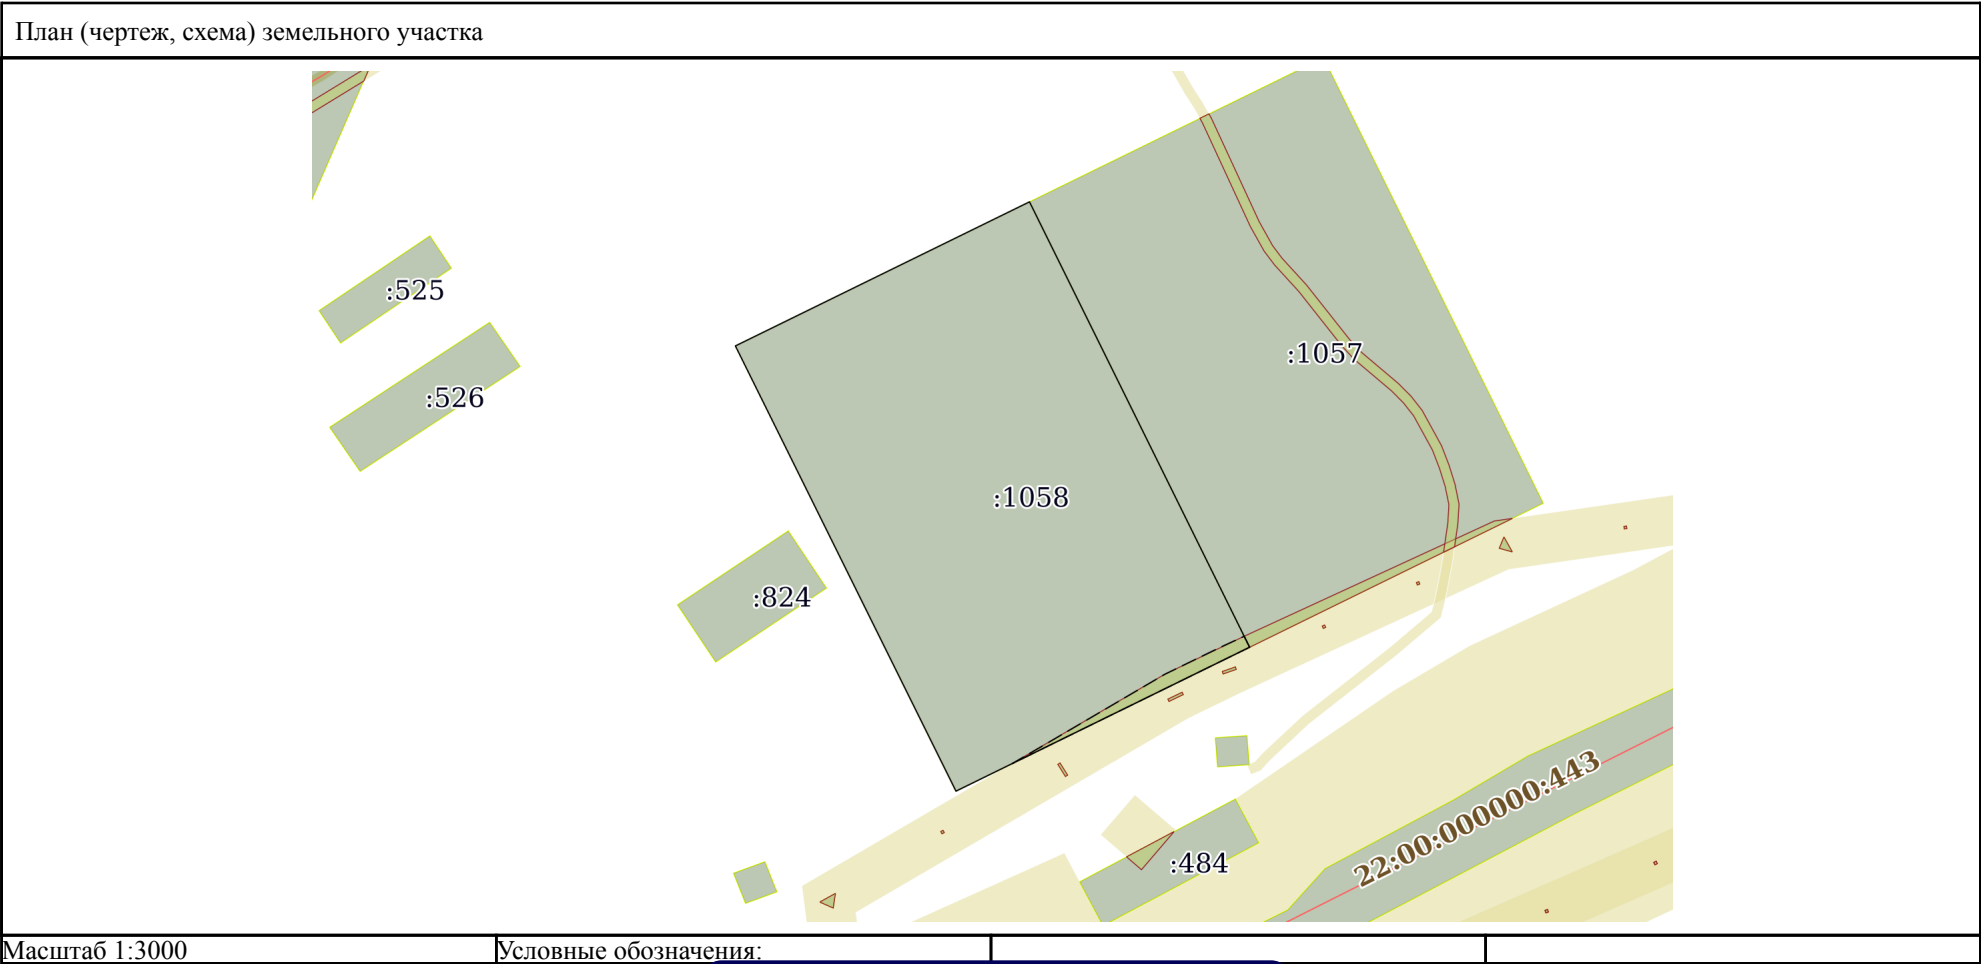 План (чертеж, схема) земельного участка
:525
:1057
:526
:1058
:824
22:00:000000:443
:484
Масштаб 1:3000
Условные обозначения: